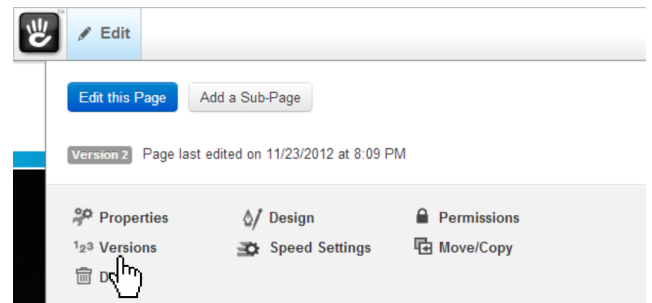 Edit
Edit this Page Add a Sub-Page
Version 2 Page last edited on 11/23/2012 at 8:09 PM
Properties Design Permissions
123 Versions Speed Settings Move/Copy